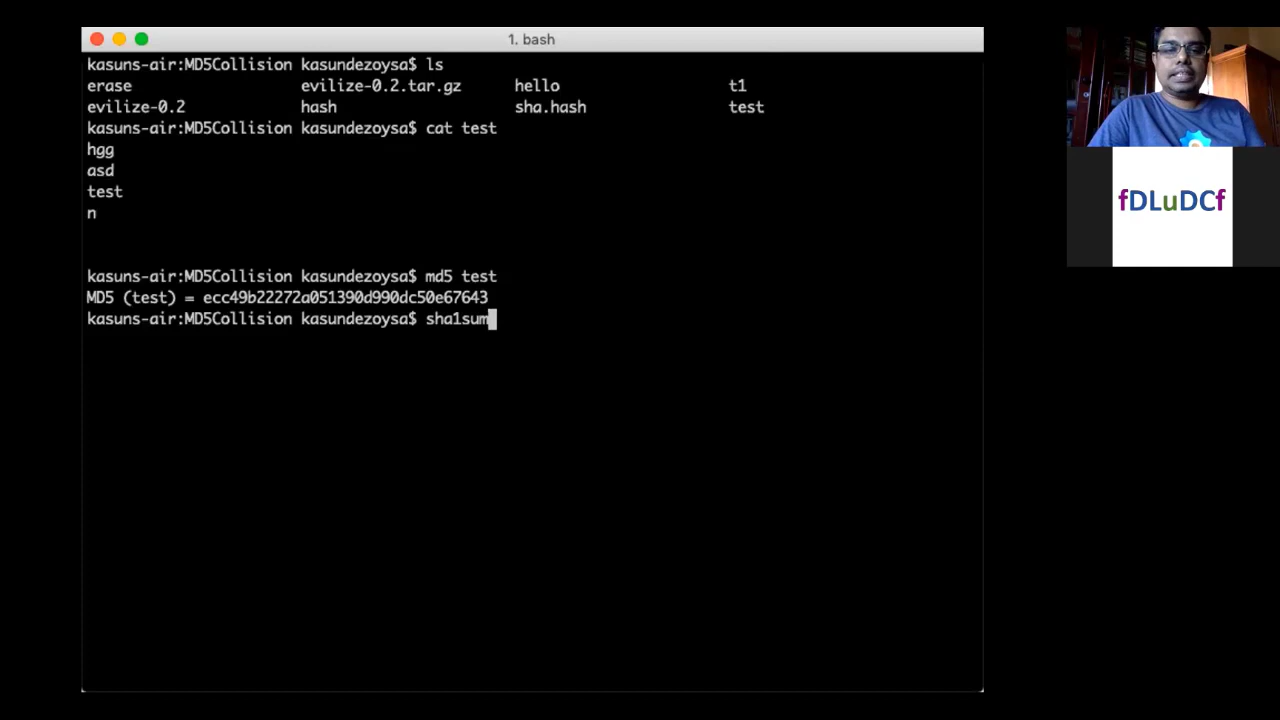 1. bash
kasuns-air:MD5Collision kasundezoysa$ ls
erase evilize-0.2.tar.gz hello t1
evilize-0.2 hash sha.hash test
kasuns-air:MD5Collision kasundezoysa$ cat test
hgg
asd
test
n
kasuns-air:MD5Collision kasundezoysa$ md5 test
MD5 (test) = ecc49b22272a051390d990dc50e67643
kasuns-air:MD5Collision kasundezoysa$ sha1sum
fDLuDCf